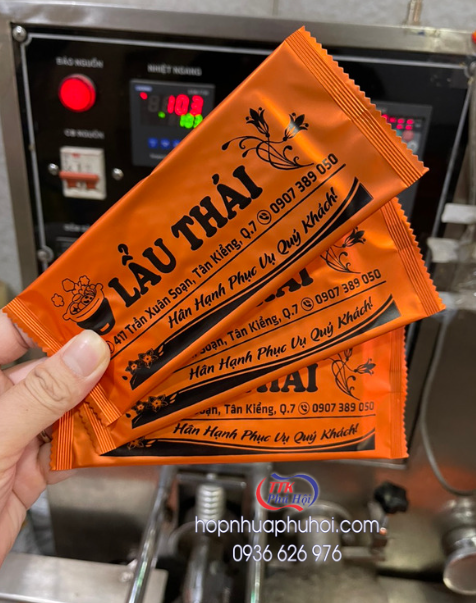 BÁO NGUỒN
NHIỆT NGANG
103
CB NGUỒN
LẨU THÁI
411 Trần Xuân Soạn, Tân Kiểng, Q.7 0907 389 050
Hân Hạnh Phục Vụ Quý Khách!
Soạn, Tân Kiểng, Q.7 0907 389 050
Hân Hạnh Phục Vụ Quý Khách!
THÁI
Soạn, Tân Kiểng, Q.7 0907 389 050
Hân Hạnh Phục Vụ Quý Khách!
TTK
Phú Hội
hopnhuaphuhoi.com
0936 626 976